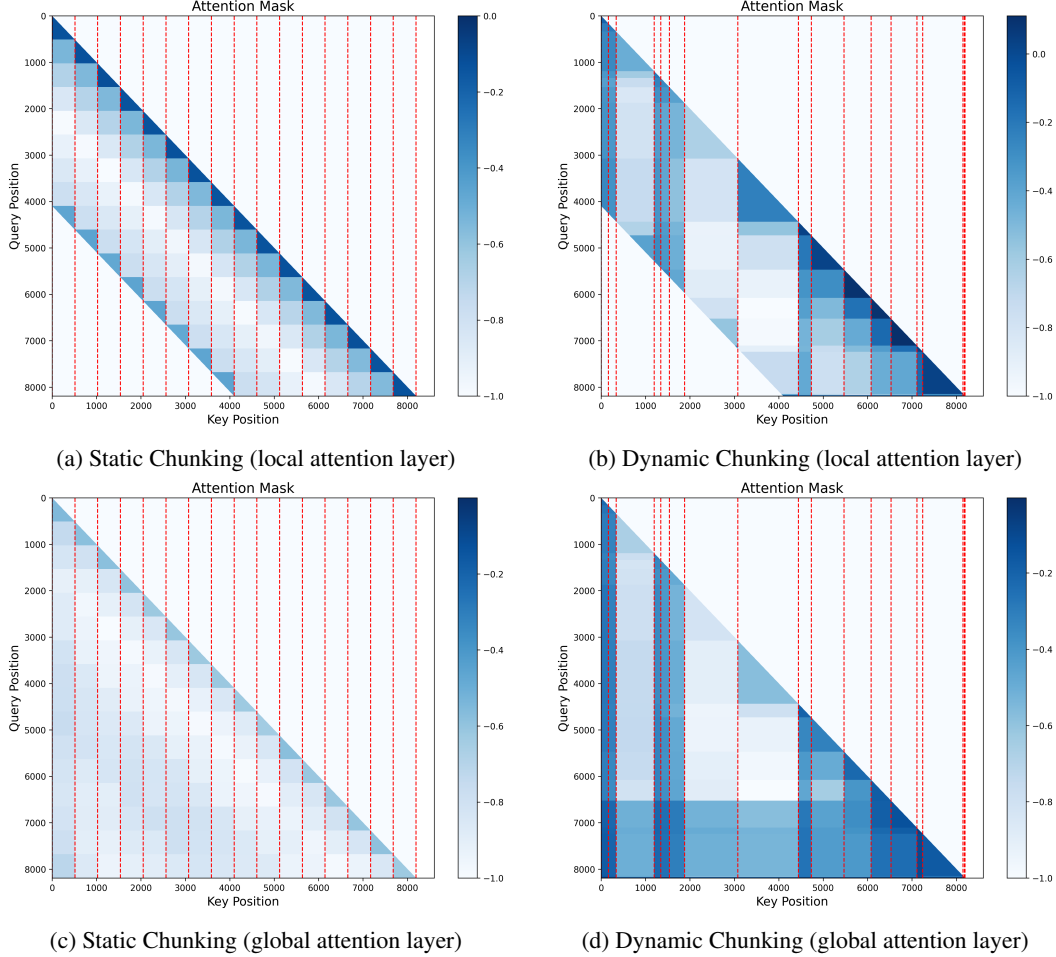 Attention Mask
Attention Mask
0
1000
2000
3000
4000
5000
6000
7000
8000
Query Position
0 1000 2000 3000 4000 5000 6000 7000 8000
Key Position
0.0
−0.2
−0.4
−0.6
−0.8
−1.0
0
1000
2000
3000
4000
5000
6000
7000
8000
Query Position
0 1000 2000 3000 4000 5000 6000 7000 8000
Key Position
0.0
−0.2
−0.4
−0.6
−0.8
−1.0
(a) Static Chunking (local attention layer)
(b) Dynamic Chunking (local attention layer)
Attention Mask
Attention Mask
0
1000
2000
3000
4000
5000
6000
7000
8000
Query Position
0 1000 2000 3000 4000 5000 6000 7000 8000
Key Position
−0.2
−0.4
−0.6
−0.8
−1.0
0
1000
2000
3000
4000
5000
6000
7000
8000
Query Position
0 1000 2000 3000 4000 5000 6000 7000 8000
Key Position
−0.2
−0.4
−0.6
−0.8
−1.0
(c) Static Chunking (global attention layer)
(d) Dynamic Chunking (global attention layer)